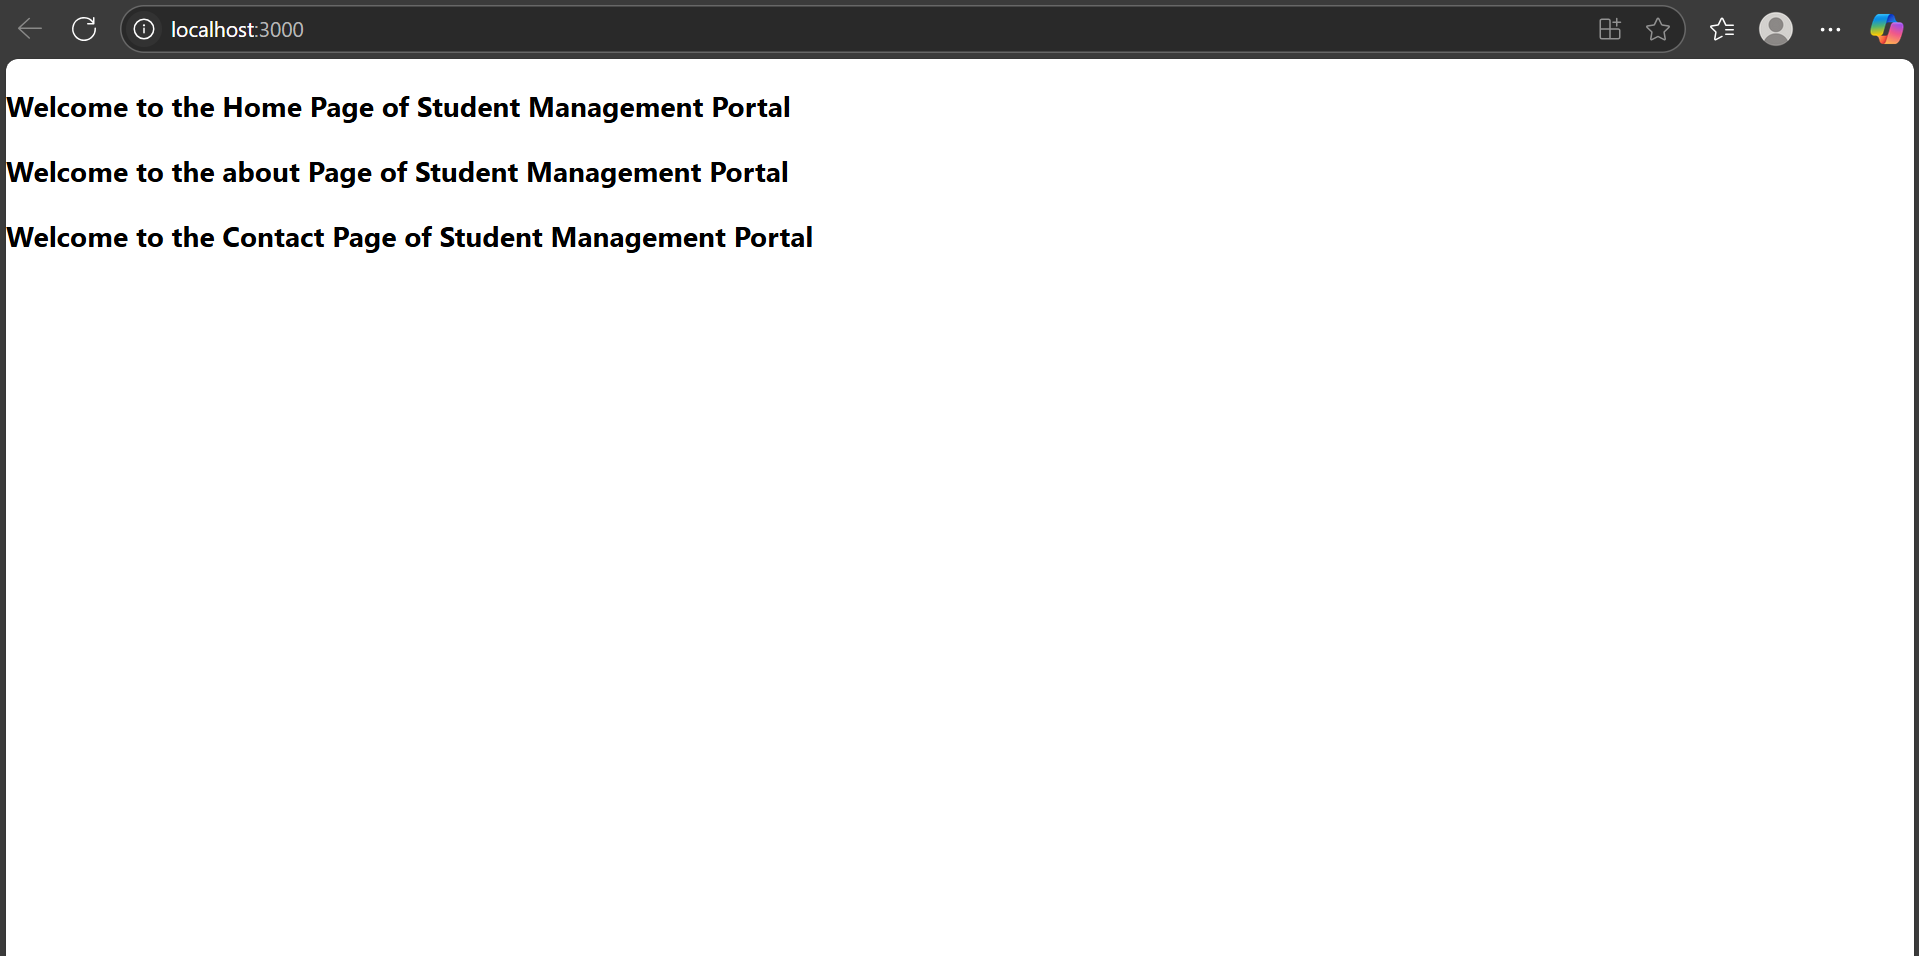 localhost:3000
Welcome to the Home Page of Student Management Portal
Welcome to the about Page of Student Management Portal
Welcome to the Contact Page of Student Management Portal